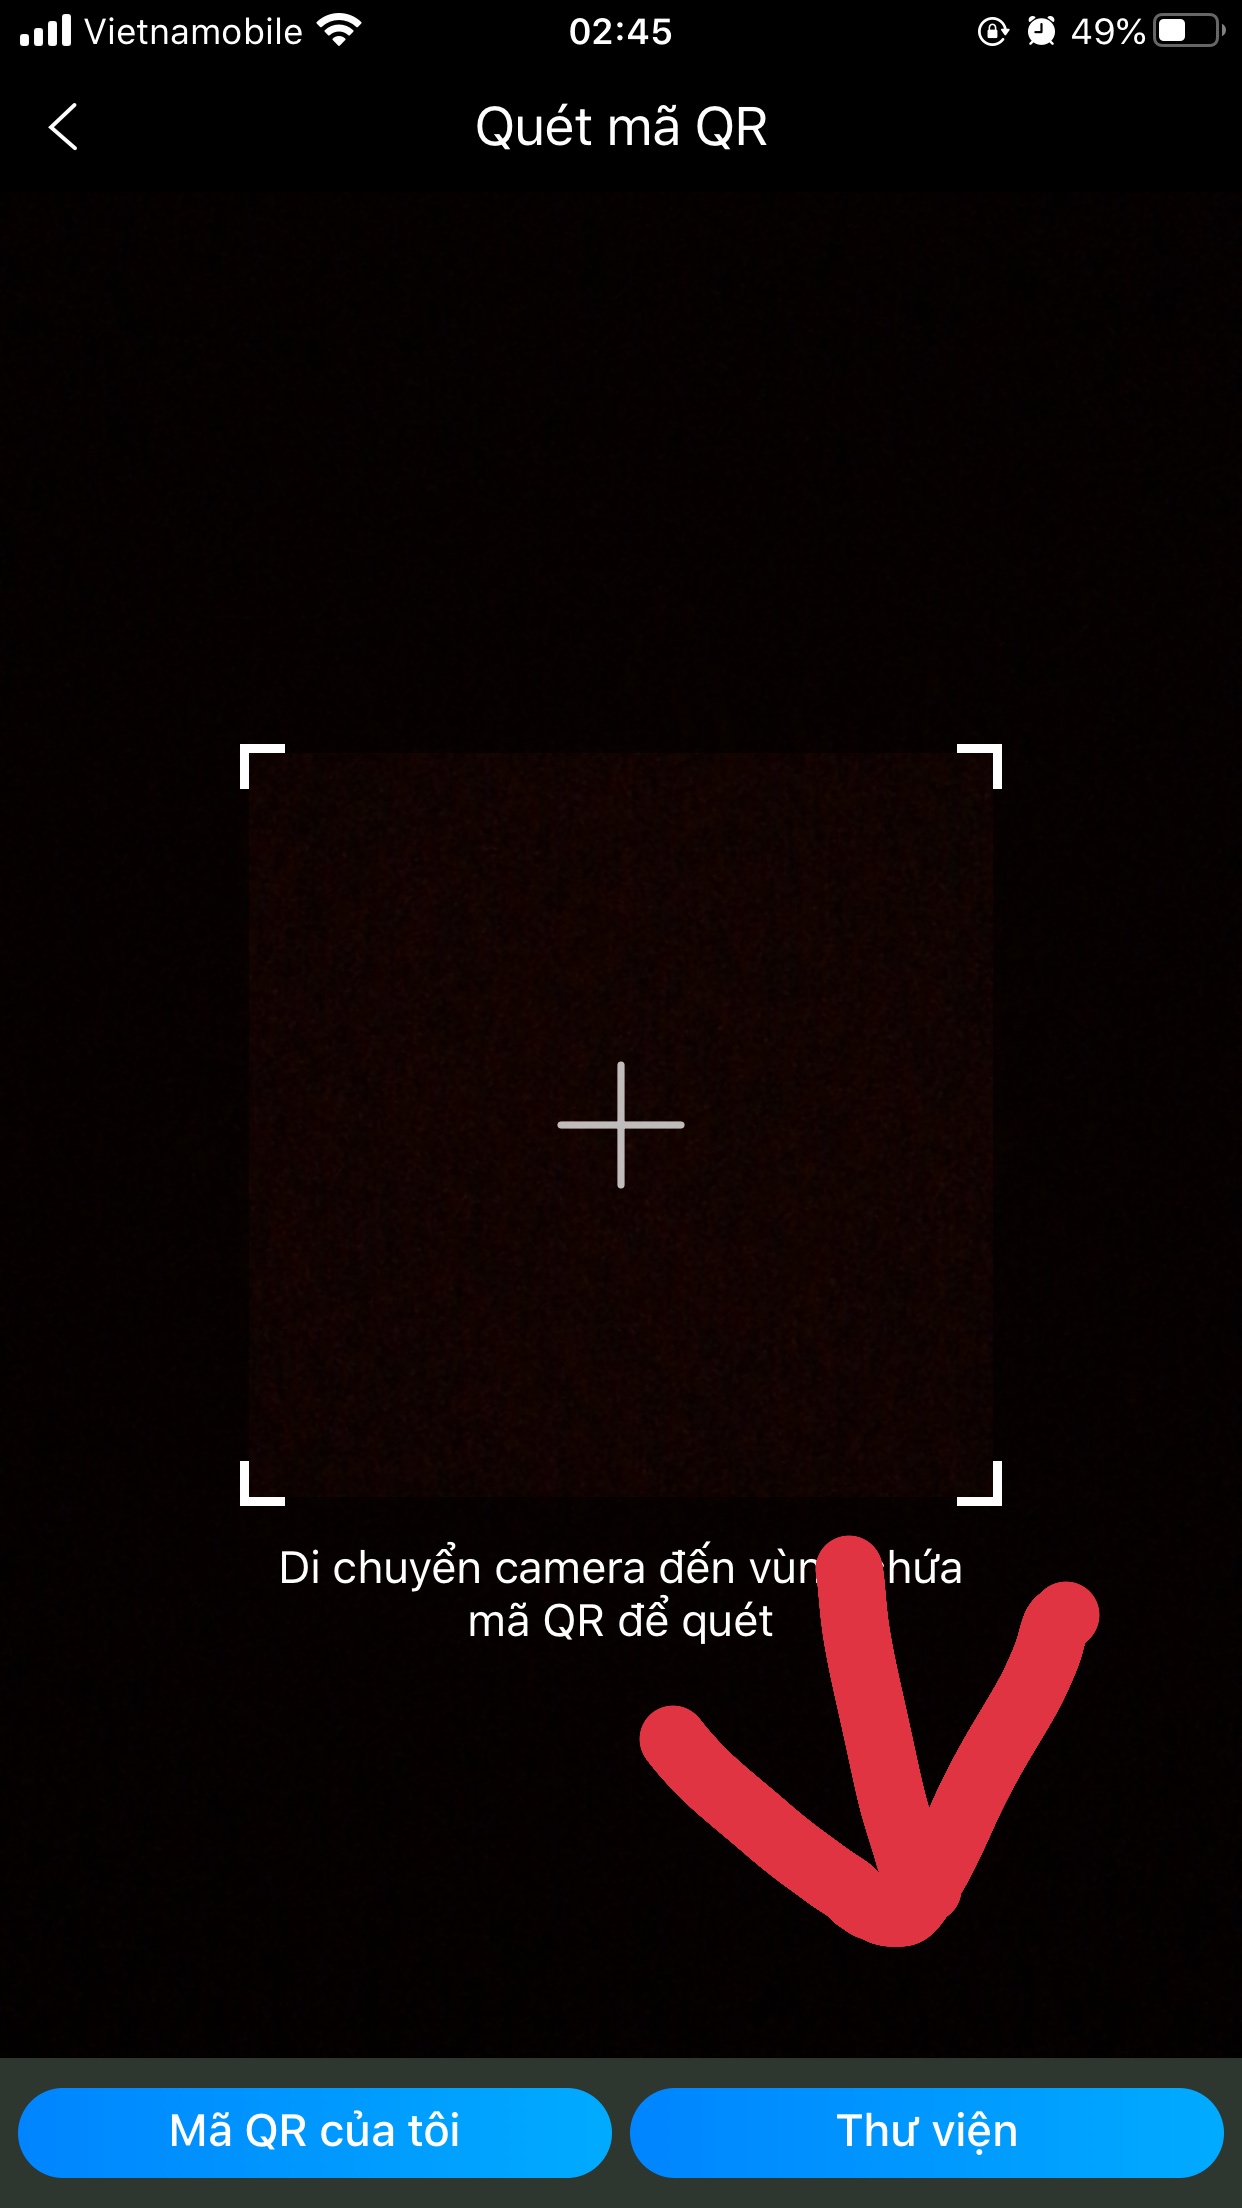 Vietnamobile 02:45 49%
Quét mã QR
Di chuyển camera đến vùn hứa
mã QR để quét
Mã QR của tôi Thư viện